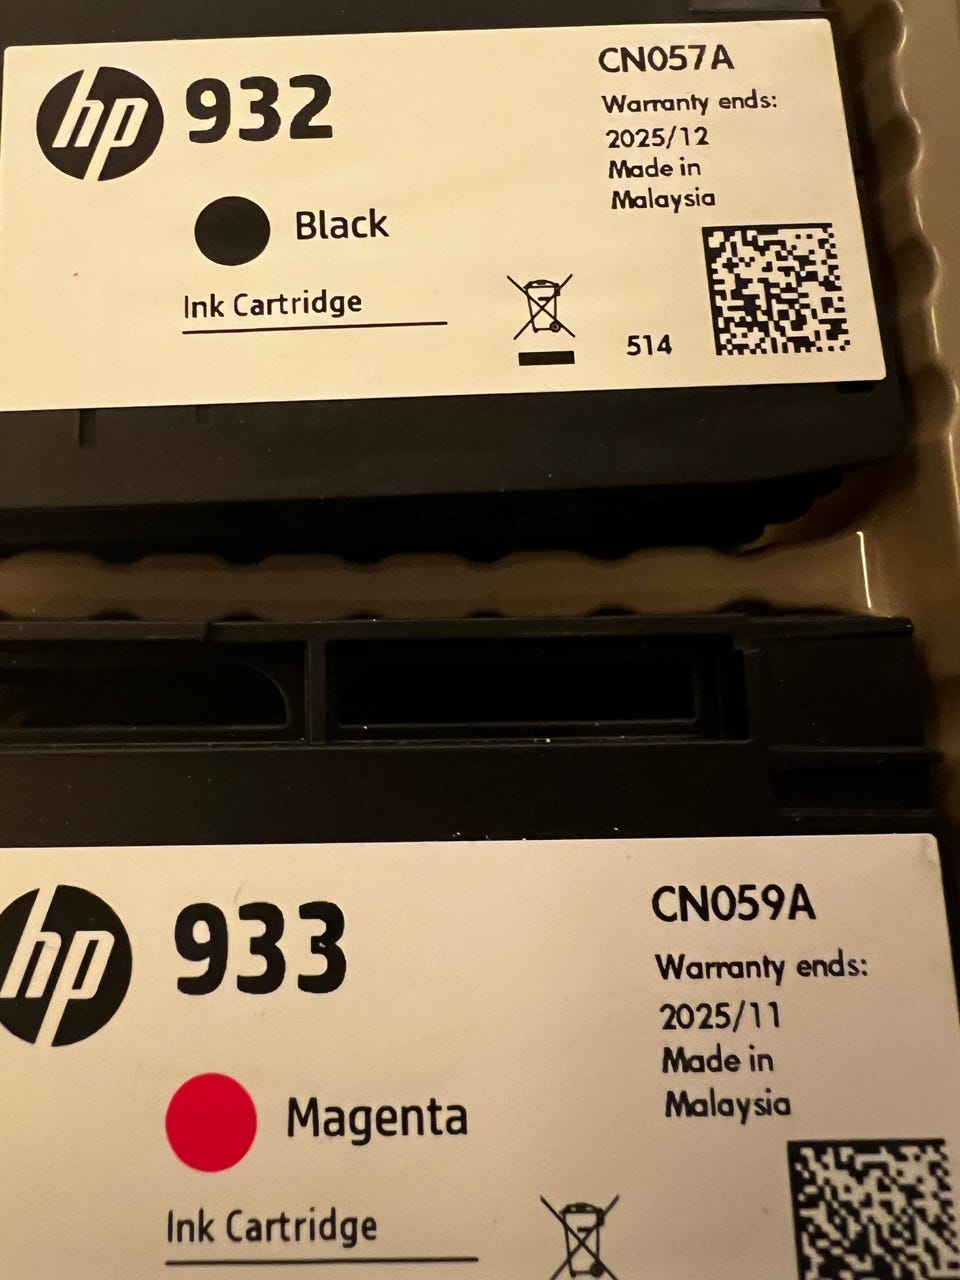 hp 932
CN057A
Warranty ends:
2025/12
Made in
Malaysia
Black
Ink Cartridge
514
hp 933
CN059A
Warranty ends:
2025/11
Made in
Malaysia
Magenta
Ink Cartridge